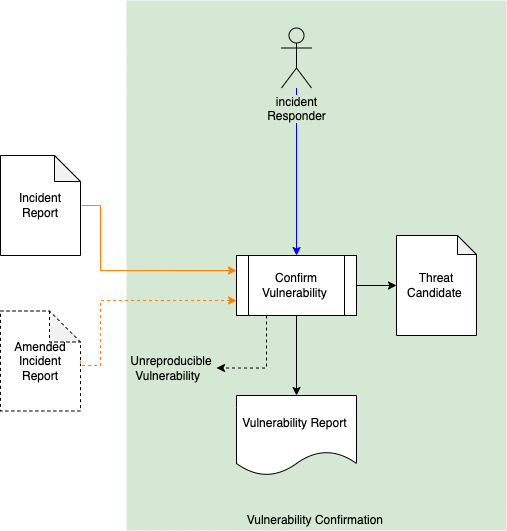 incident
Responder
Incident
Report
Confirm
Vulnerability
Threat
Candidate
Amended
Incident
Report
Unreproducible
Vulnerability
Vulnerability Report
Vulnerability Confirmation